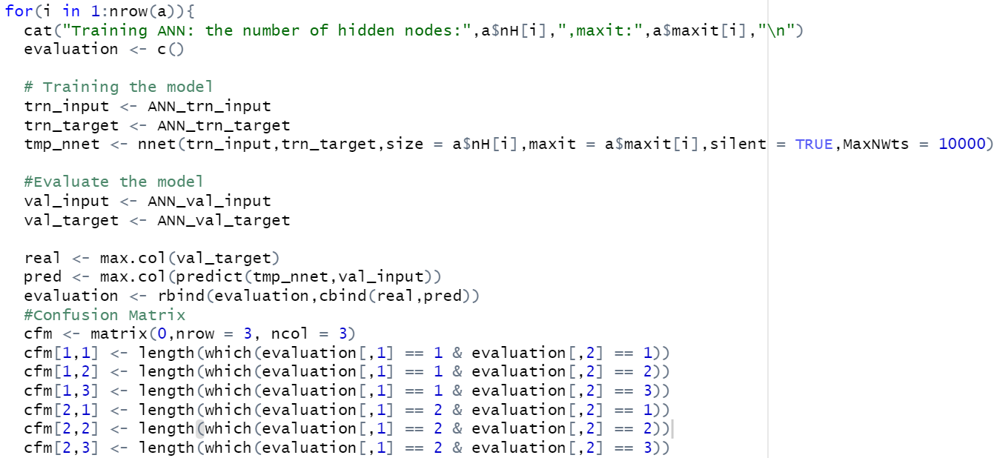 for(i in 1:nrow(a)){
  cat("Training ANN: the number of hidden nodes:",a$nH[i],",maxit:",a$maxit[i],"\n")
  evaluation <- c()

  # Training the model
  trn_input <- ANN_trn_input
  trn_target <- ANN_trn_target
  tmp_nnet <- nnet(trn_input,trn_target,size = a$nH[i],maxit = a$maxit[i],silent = TRUE,MaxNWts = 10000)

  #Evaluate the model
  val_input <- ANN_val_input
  val_target <- ANN_val_target

  real <- max.col(val_target)
  pred <- max.col(predict(tmp_nnet,val_input))
  evaluation <- rbind(evaluation,cbind(real,pred))
  #Confusion Matrix
  cfm <- matrix(0,nrow = 3, ncol = 3)
  cfm[1,1] <- length(which(evaluation[,1] == 1 & evaluation[,2] == 1))
  cfm[1,2] <- length(which(evaluation[,1] == 1 & evaluation[,2] == 2))
  cfm[1,3] <- length(which(evaluation[,1] == 1 & evaluation[,2] == 3))
  cfm[2,1] <- length(which(evaluation[,1] == 2 & evaluation[,2] == 1))
  cfm[2,2] <- length(which(evaluation[,1] == 2 & evaluation[,2] == 2))
  cfm[2,3] <- length(which(evaluation[,1] == 2 & evaluation[,2] == 3))